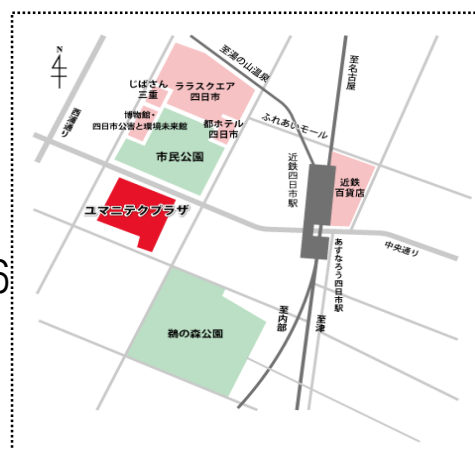 N
至湯の山温泉
至名古屋
じばさん
三重
ララスクエア
四日市
西浦通り
博物館・
四日市公害と環境未来館
都ホテル
四日市
ふれあいモール
市民公園
近鉄四日市駅
近鉄
百貨店
ユマニテクプラザ
中央通り
あすなろう四日市駅
鵜の森公園
至内部
至津